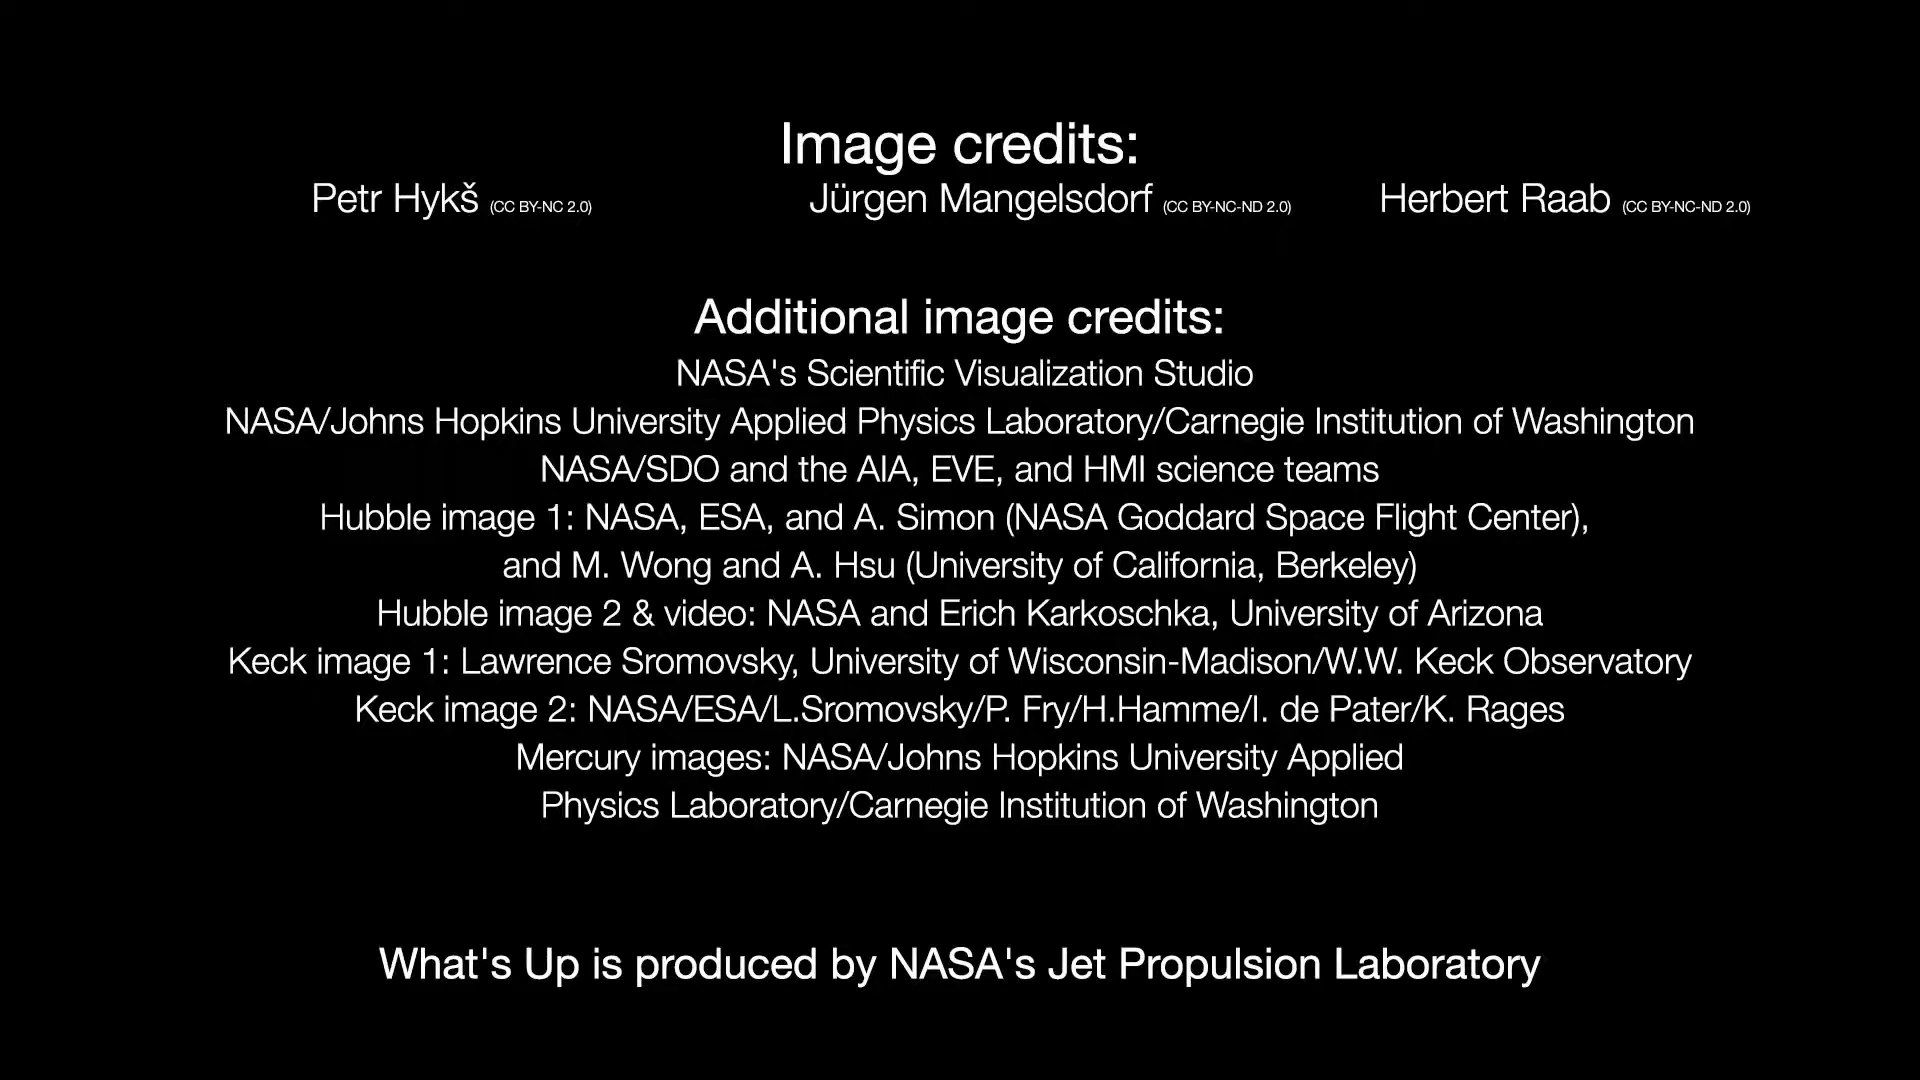 Image credits:
Petr Hykš (CC BY-NC 2.0) Jürgen Mangelsdorf (CC BY-NC-ND 2.0) Herbert Raab (CC BY-NC-ND 2.0)
Additional image credits:
NASA's Scientific Visualization Studio
NASA/Johns Hopkins University Applied Physics Laboratory/Carnegie Institution of Washington
NASA/SDO and the AIA, EVE, and HMI science teams
Hubble image 1: NASA, ESA, and A. Simon (NASA Goddard Space Flight Center),
and M. Wong and A. Hsu (University of California, Berkeley)
Hubble image 2 & video: NASA and Erich Karkoschka, University of Arizona
Keck image 1: Lawrence Sromovsky, University of Wisconsin-Madison/W.W. Keck Observatory
Keck image 2: NASA/ESA/L.Sromovsky/P. Fry/H.Hamme/I. de Pater/K. Rages
Mercury images: NASA/Johns Hopkins University Applied
Physics Laboratory/Carnegie Institution of Washington
What's Up is produced by NASA's Jet Propulsion Laboratory